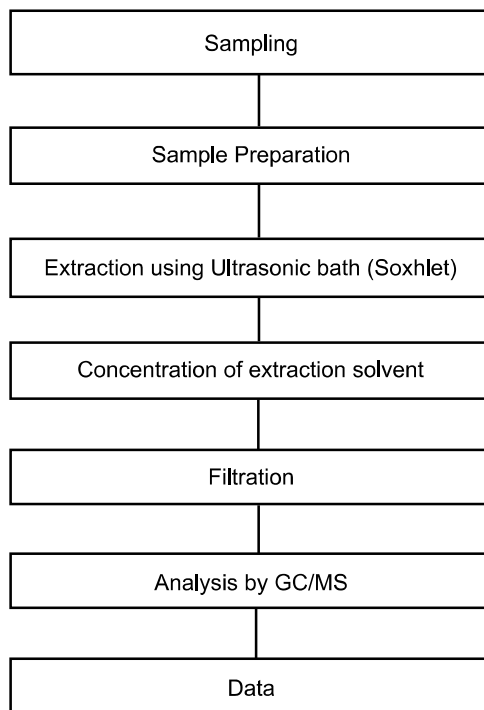 Sampling
Sample Preparation
Extraction using Ultrasonic bath (Soxhlet)
Concentration of extraction solvent
Filtration
Analysis by GC/MS
Data